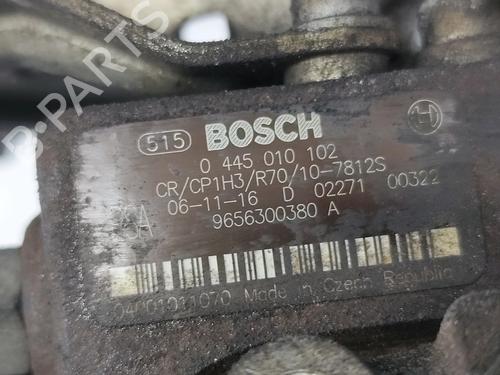 B-PARTS
515 BOSCH H
0 445 010 102
CR/CP1H3/R70/10-7812S
06-11-16 D 02271 00322
9656300380 A
Made in Czech Republic